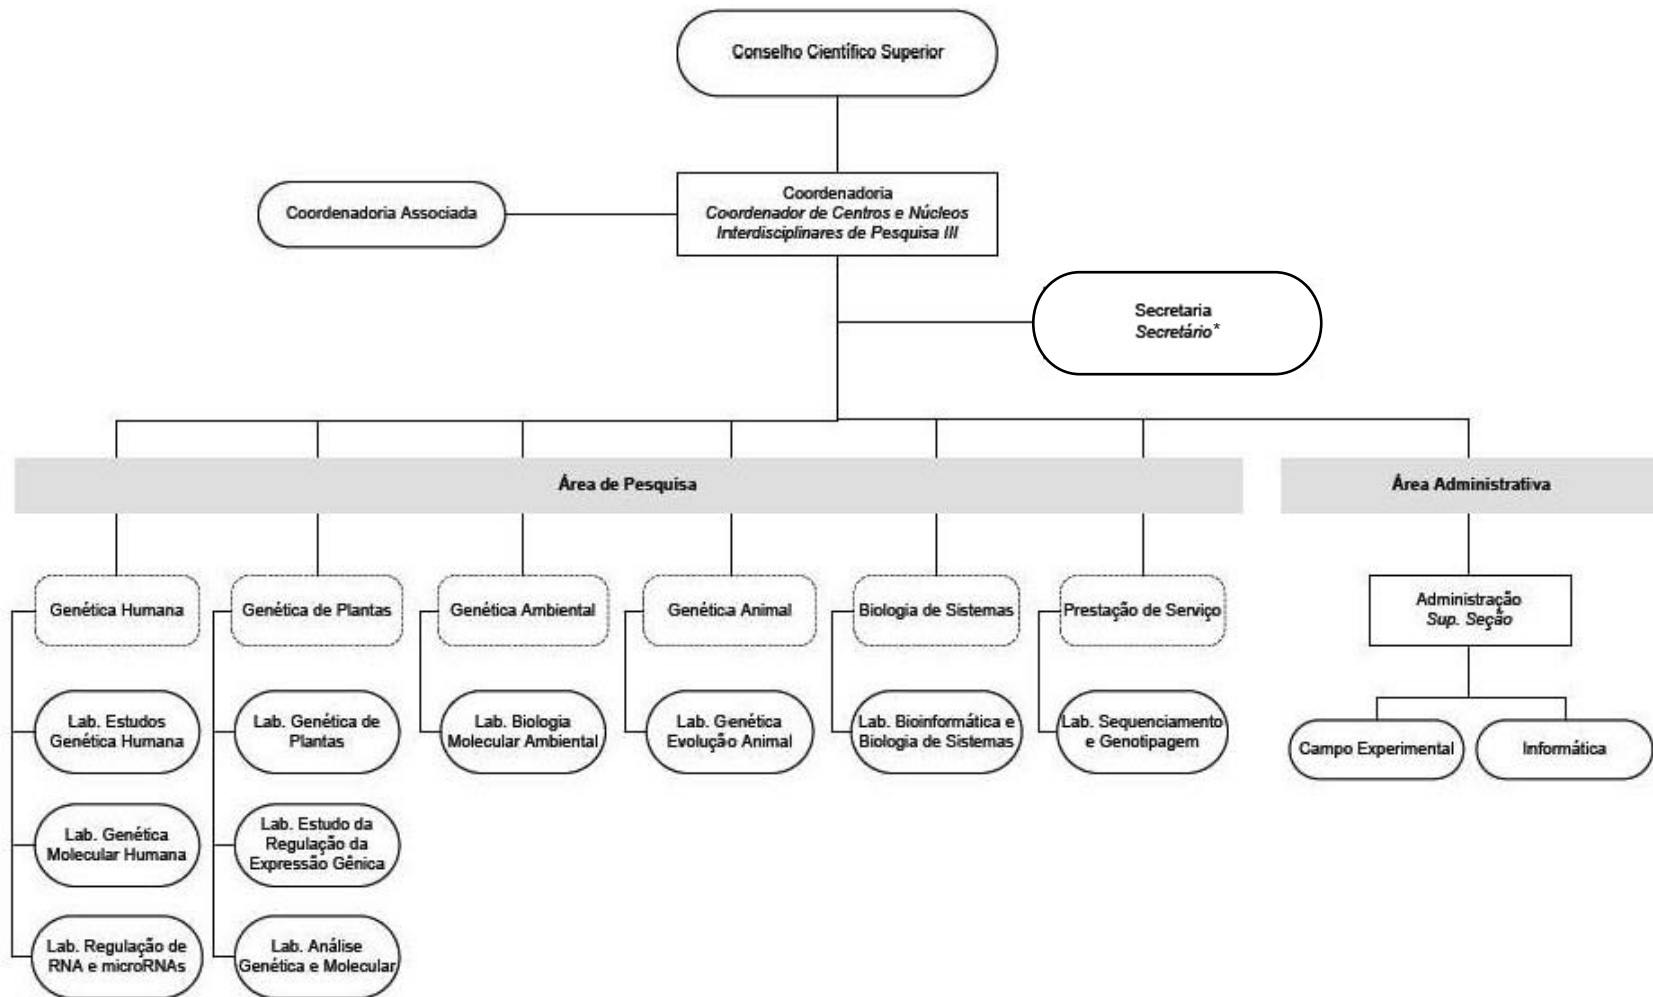 Conselho Científico Superior
Coordenadoria
Coordenador de Centros e Núcleos
Interdisciplinares de Pesquisa III
Coordenadoria Associada
Secretaria
Secretário*
Área de Pesquisa
Área Administrativa
Genética Humana
Genética de Plantas
Genética Ambiental
Genética Animal
Biologia de Sistemas
Prestação de Serviço
Administração
Sup. Seção
Lab. Estudos
Genética Humana
Lab. Genética de
Plantas
Lab. Biologia
Molecular Ambiental
Lab. Genética
Evolução Animal
Lab. Bioinformática e
Biologia de Sistemas
Lab. Sequenciamento
e Genotipagem
Campo Experimental
Informática
Lab. Genética
Molecular Humana
Lab. Estudo da
Regulação da
Expressão Gênica
Lab. Regulação de
RNA e microRNAs
Lab. Análise
Genética e Molecular